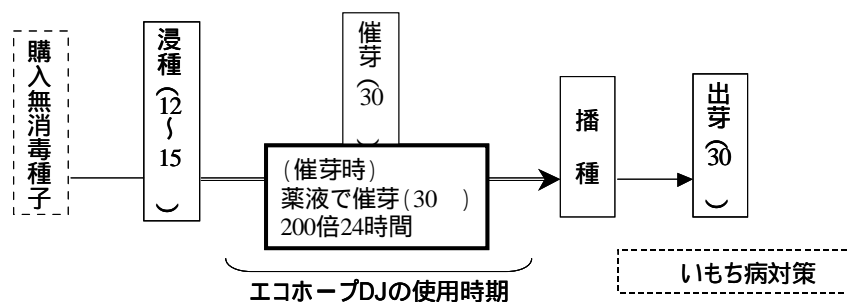 購入無消毒種子
浸種(12～15　)
催芽(30　)
(催芽時)
薬液で催芽(30　)
200倍24時間
播種
出芽(30　)
エコホープDJの使用時期
いもち病対策